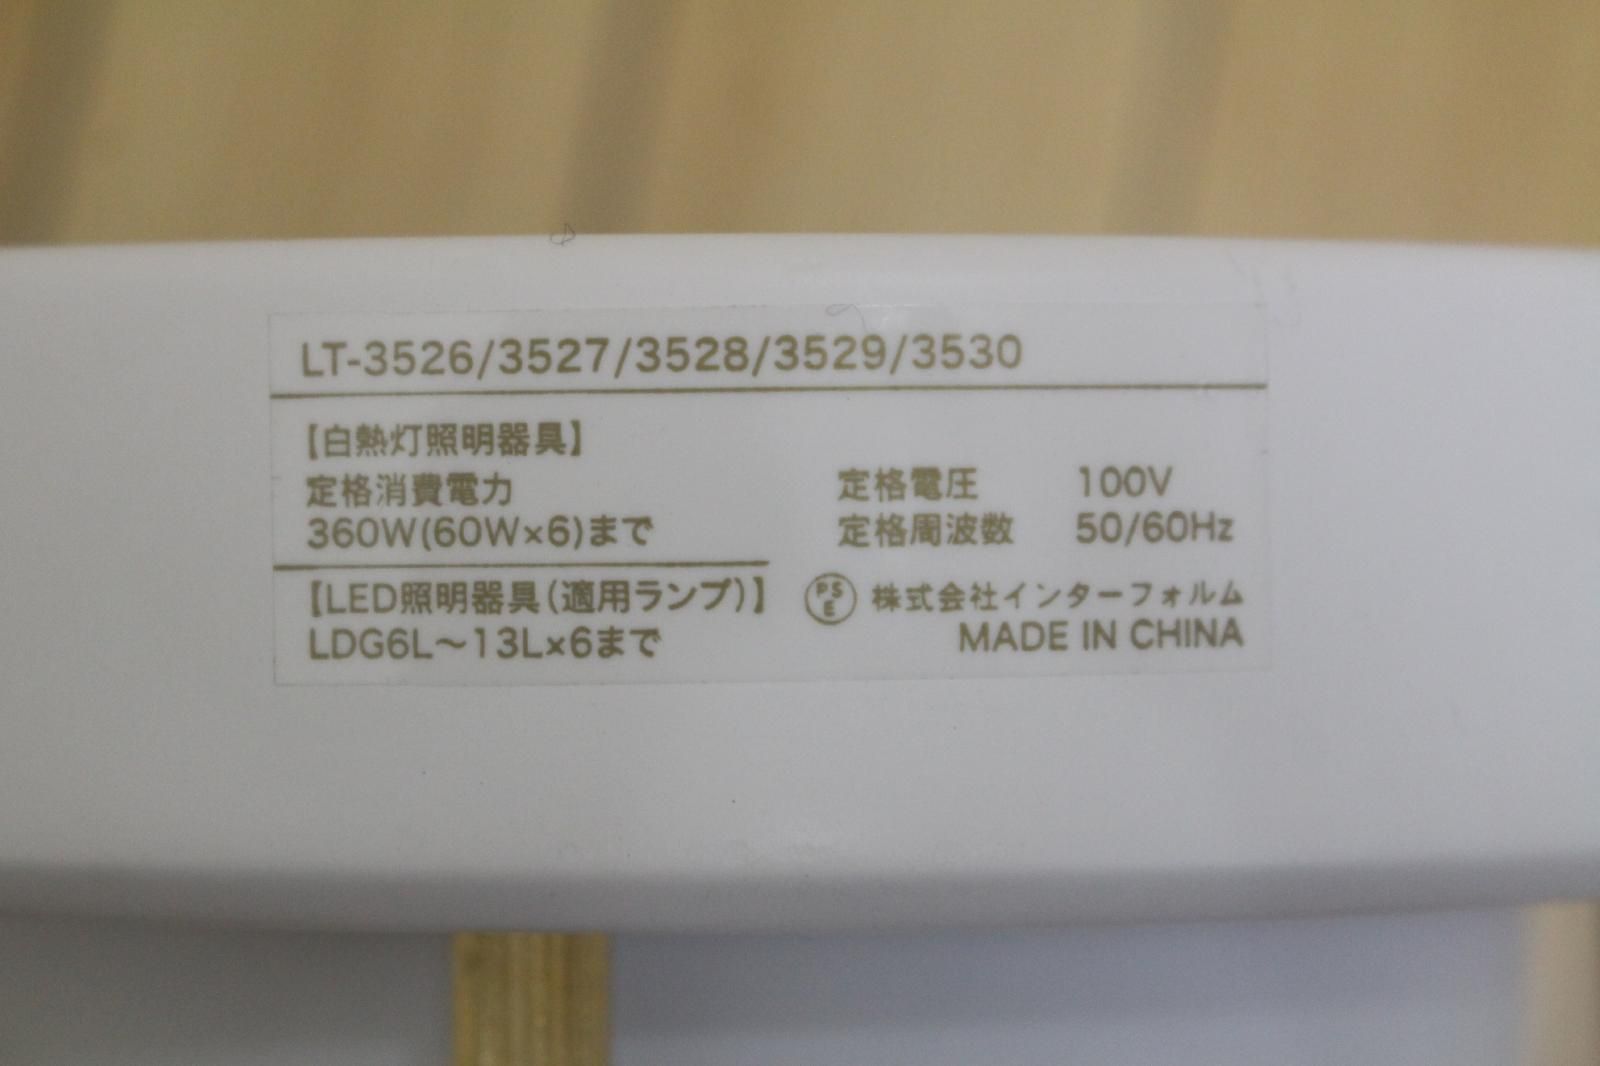 LT-3526/3527/3528/3529/3530
【白熱灯照明器具】
定格消費電力
360W(60W×6)まで
定格電圧 100V
定格周波数 50/60Hz
【LED照明器具(適用ランプ)】
LDG6L～13L×6まで
PSE 株式会社インターフォルム
MADE IN CHINA